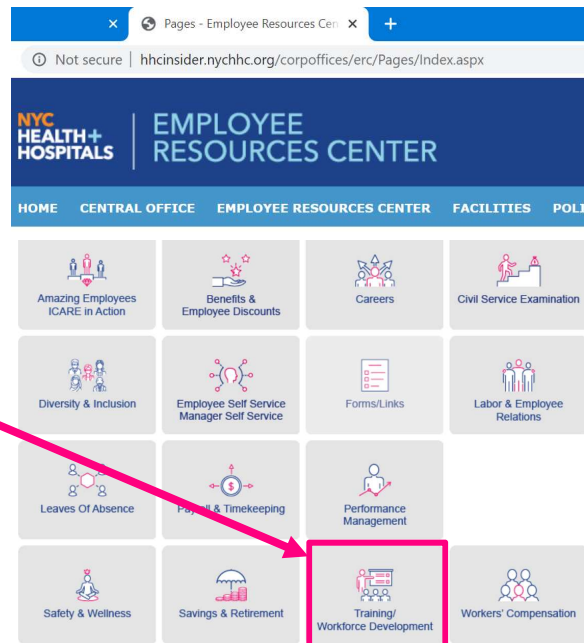 Pages - Employee Resources Cen
Not secure | hhcinsider.nychhc.org/corpoffices/erc/Pages/Index.aspx
NYC
HEALTH+
HOSPITALS
EMPLOYEE
RESOURCES CENTER
HOME CENTRAL OFFICE EMPLOYEE RESOURCES CENTER FACILITIES POLI
Amazing Employees
ICARE in Action
Benefits &
Employee Discounts
Careers
Civil Service Examination
Diversity & Inclusion
Employee Self Service
Manager Self Service
Forms/Links
Labor & Employee
Relations
Leaves Of Absence
Payroll & Timekeeping
Performance
Management
Safety & Wellness
Savings & Retirement
Training/
Workforce Development
Workers' Compensation